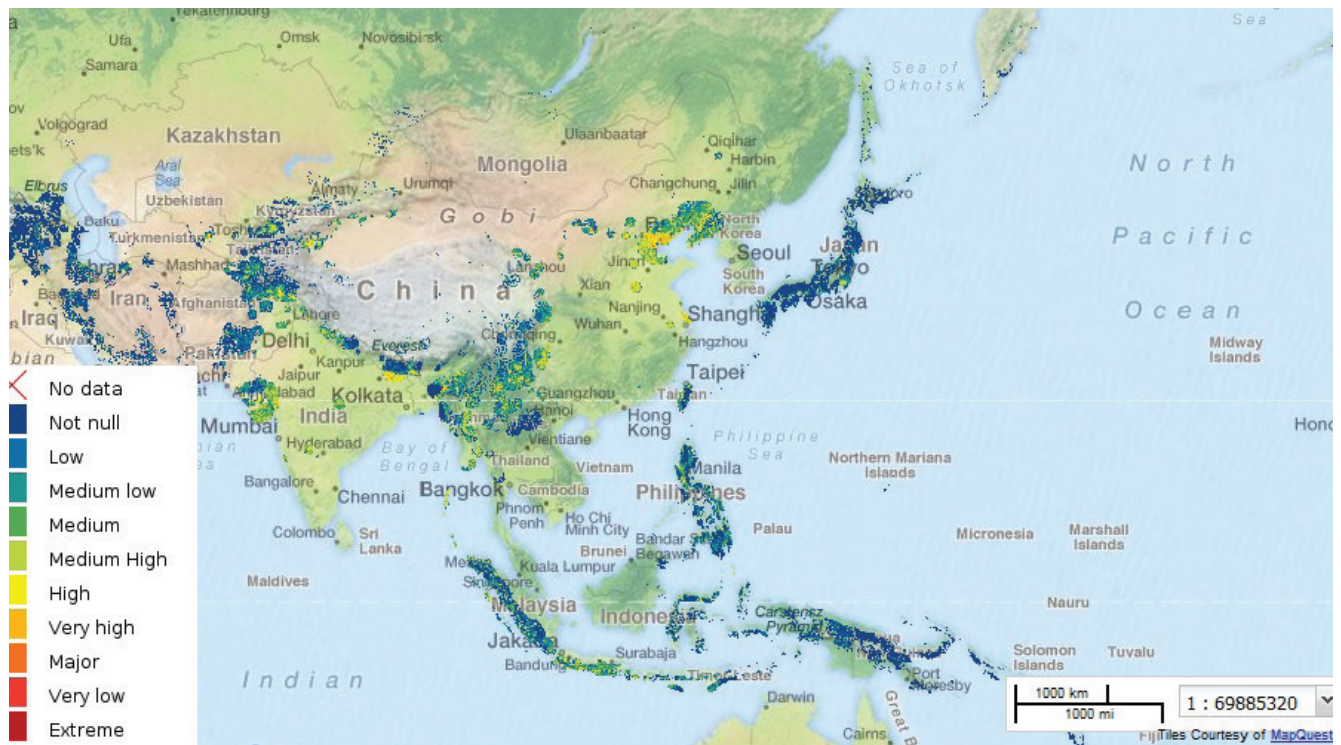 Yekaterinburg
Ufa
Omsk
Novosibirsk
Samara
Sea
Sea of
Okhotsk
Volgograd
Kazakhstan
Ulaanbaatar
Qiqihar
Harbin
ets'k
Aral
Sea
Mongolia
North
Elbrus
Almaty
Urumqi
Changchung
Jilin
Uzbekistan
Kyrgyzstan
Gobi
Baku
Turkmenistan
North
Korea
Seoul
Japan
Pacific
Mashhad
Lanzhou
Jinan
Tokyo
Iran
Afghanistan
China
Xian
South
Korea
Osaka
Iraq
Lahore
Nanjing
Shangh
Ocean
Kuwa
Delhi
Everest
Wuhan
Hangzhou
Midway
Islands
Pakistan
Kanpur
Jaipur
Taipei
Kolkata
Guangzhou
Taiwan
India
Hanoi
Hong
Kong
Hono
Mumbai
Hyderabad
Bay of
Bengal
Vientiane
Philippine
Sea
Thailand
Vietnam
Manila
Northern Mariana
Islands
Bangalore
Chennai
Bangkok
Cambodia
Philippines
Phnom
Penh
Ho Chi
Minh City
Palau
Micronesia
Marshall
Islands
Colombo
Sri
Lanka
Brunei
Bandar S
Begawan
Maldives
Kuala Lumpur
Singapore
Malaysia
Indonesia
Carstensz
Pyramid
Nauru
Jakarta
Surabaja
Bandung
Timor-Leste
Port
Moresby
Solomon
Islands
Tuvalu
Indian
Darwin
Great B
Cairns
Fiji
No data
Not null
Low
Medium low
Medium
Medium High
High
Very high
Major
Very low
Extreme
1000 km
1000 mi
1 : 69885320
Tiles Courtesy of MapQuest